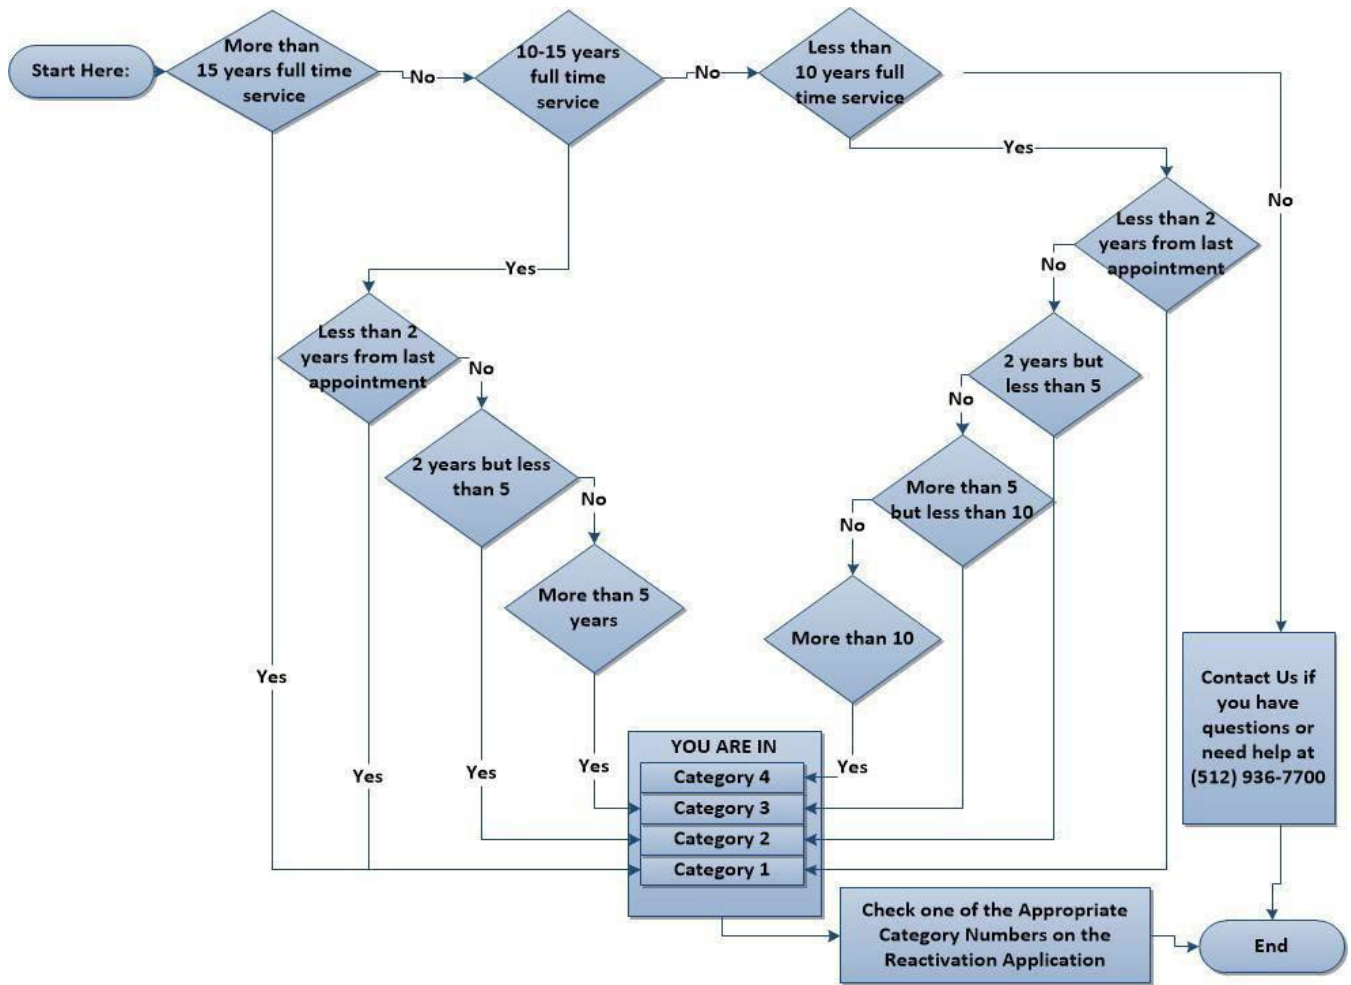 Start Here:
More than
15 years full time
service
No
10-15 years
full time
service
No
Less than
10 years full
time service
Yes
No
Less than 2
years from last
appointment
No
2 years but
less than 5
No
More than 5
but less than 10
No
More than 10
Yes
Yes
Less than 2
years from last
appointment
No
2 years but less
than 5
No
More than 5
years
Yes
Yes
Yes
Yes
YOU ARE IN
Category 4
Category 3
Category 2
Category 1
Contact Us if
you have
questions or
need help at
(512) 936-7700
Check one of the Appropriate
Category Numbers on the
Reactivation Application
End